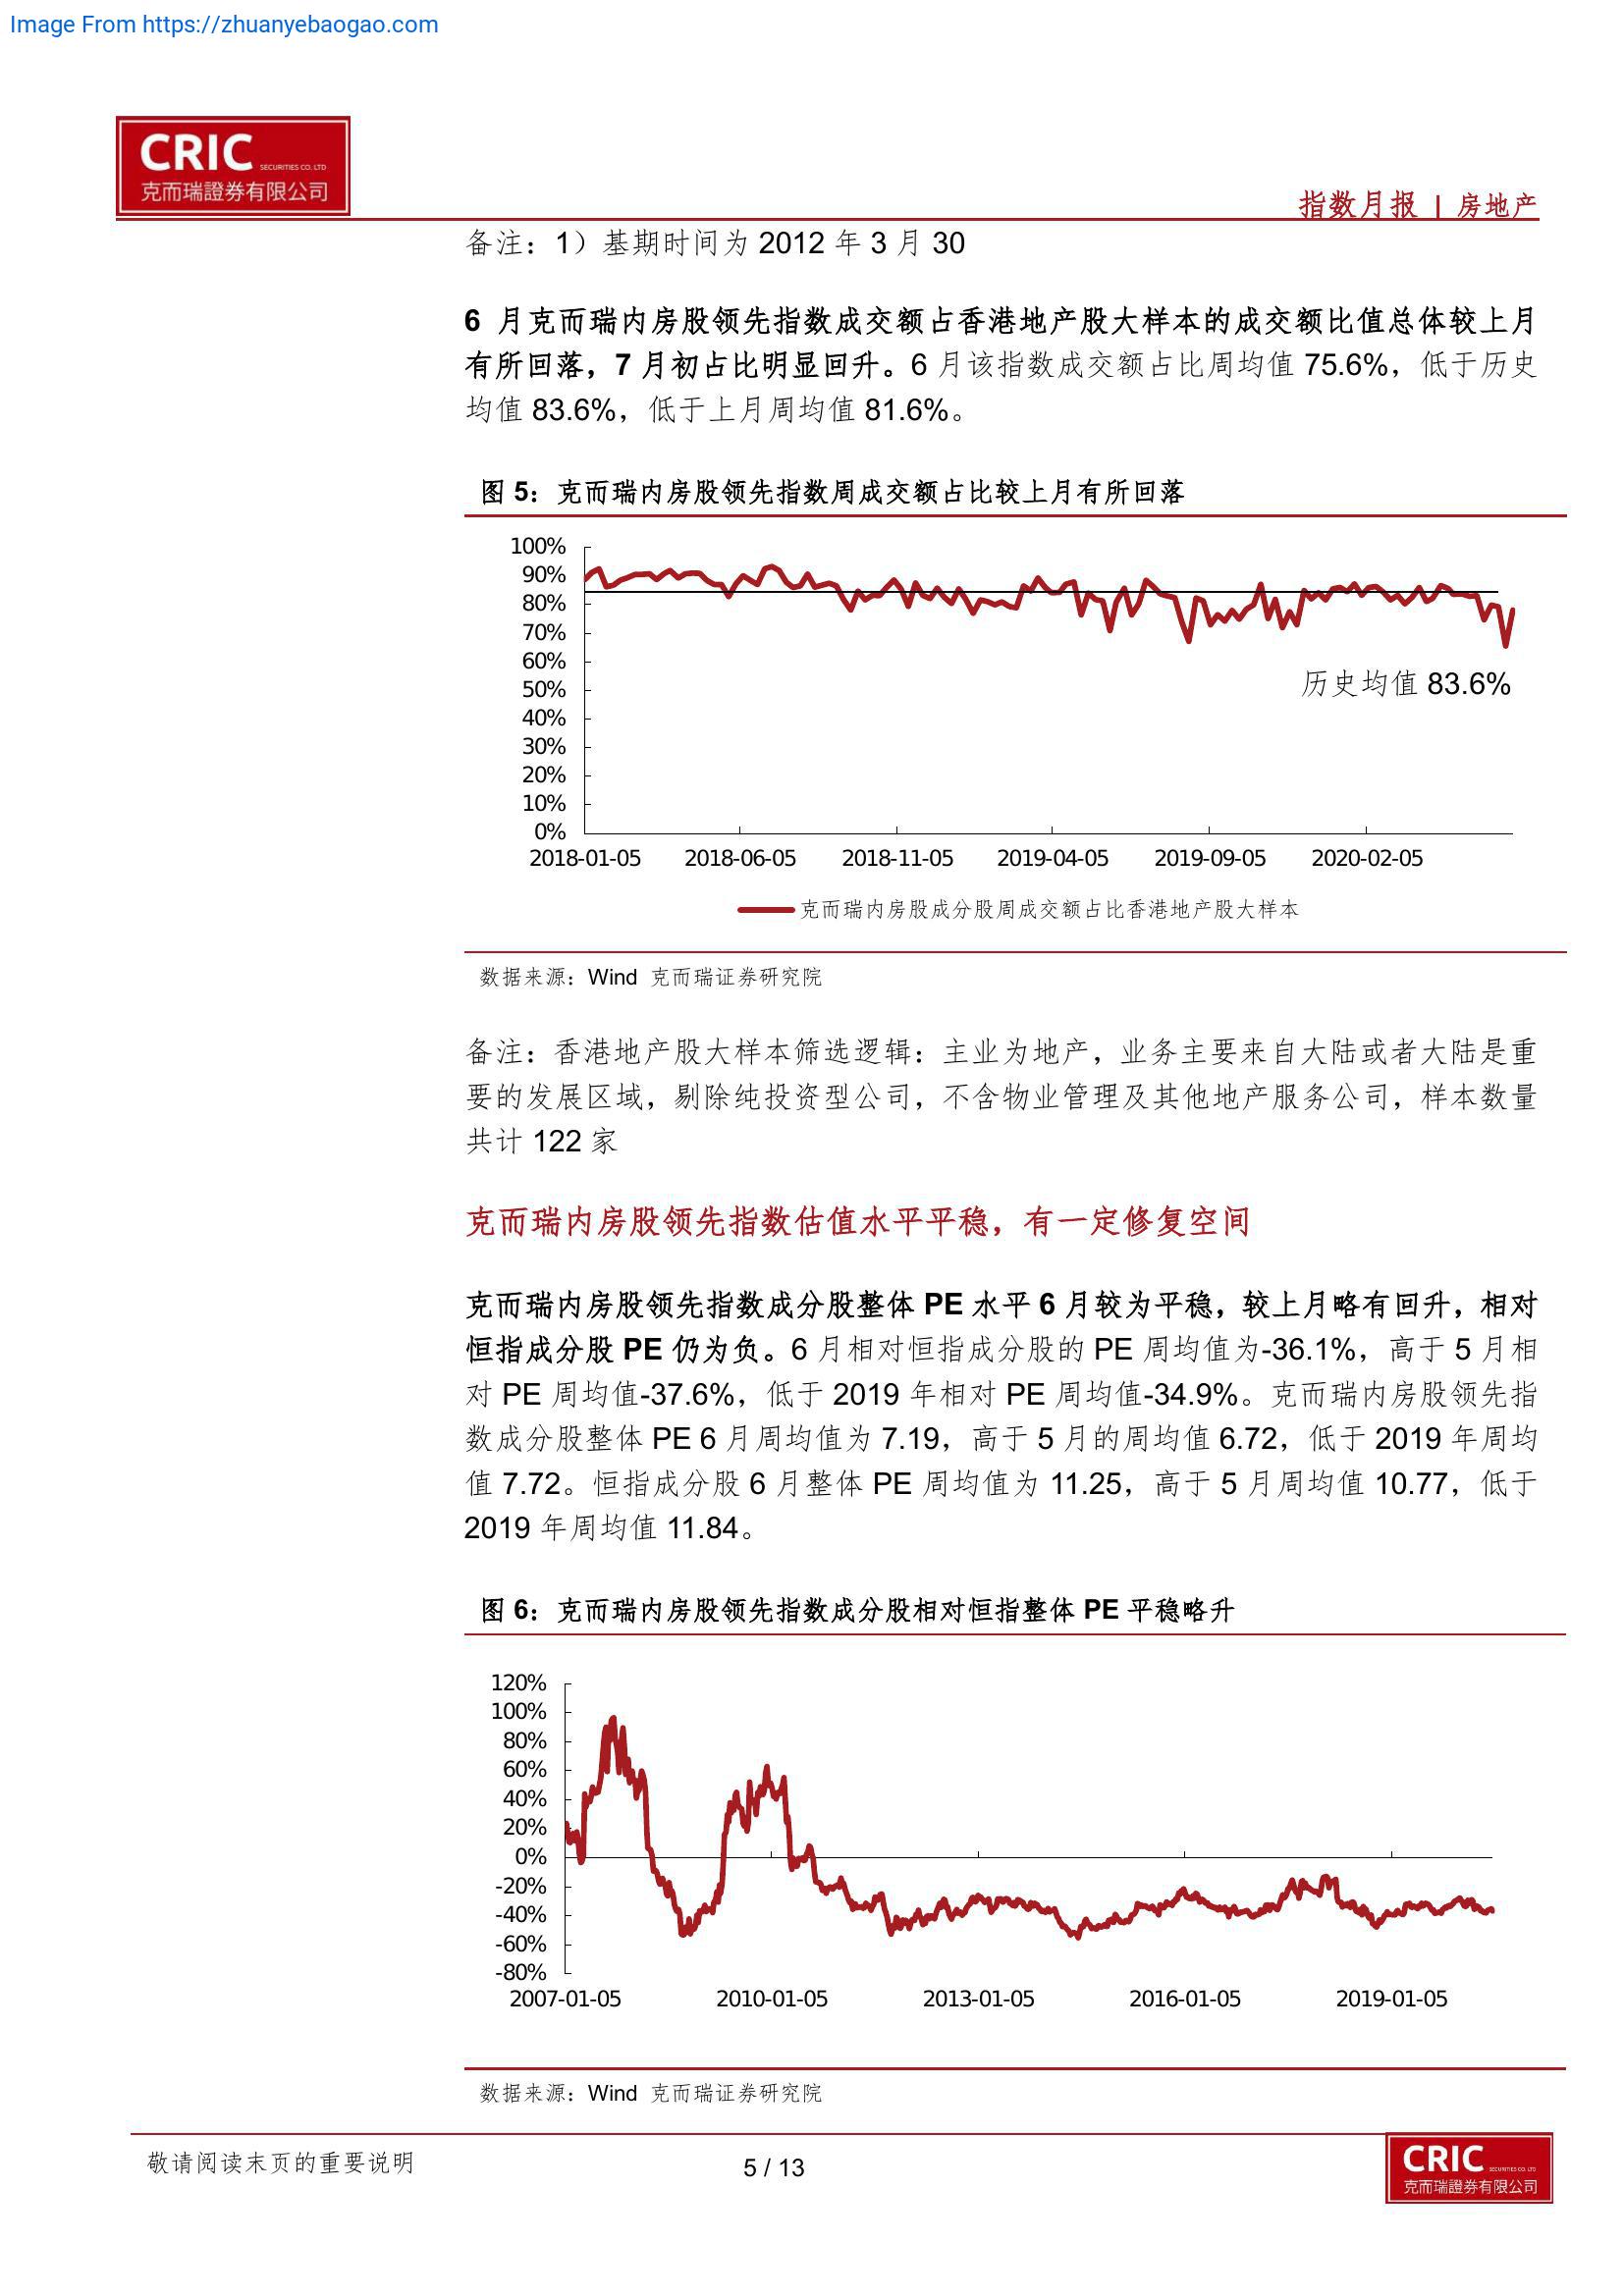 Image From https://zhuanyebaogao.com
CRIC SECURITIES CO. LTD
克而瑞證券有限公司
指数月报 | 房地产
备注：1）基期时间为 2012 年 3 月 30
6 月克而瑞内房股领先指数成交额占香港地产股大样本的成交额比值总体较上月
有所回落，7 月初占比明显回升。6 月该指数成交额占比周均值 75.6%，低于历史
均值 83.6%，低于上月周均值 81.6%。
图 5：克而瑞内房股领先指数周成交额占比较上月有所回落
100%
90%
80%
70%
60%
50%
40%
30%
20%
10%
0%
历史均值 83.6%
2018-01-05 2018-06-05 2018-11-05 2019-04-05 2019-09-05 2020-02-05
克而瑞内房股成分股周成交额占比香港地产股大样本
数据来源：Wind 克而瑞证券研究院
备注：香港地产股大样本筛选逻辑：主业为地产，业务主要来自大陆或者大陆是重
要的发展区域，剔除纯投资型公司，不含物业管理及其他地产服务公司，样本数量
共计 122 家
克而瑞内房股领先指数估值水平平稳，有一定修复空间
克而瑞内房股领先指数成分股整体 PE 水平 6 月较为平稳，较上月略有回升，相对
恒指成分股 PE 仍为负。6 月相对恒指成分股的 PE 周均值为-36.1%，高于 5 月相
对 PE 周均值-37.6%，低于 2019 年相对 PE 周均值-34.9%。克而瑞内房股领先指
数成分股整体 PE 6 月周均值为 7.19，高于 5 月的周均值 6.72，低于 2019 年周均
值 7.72。恒指成分股 6 月整体 PE 周均值为 11.25，高于 5 月周均值 10.77，低于
2019 年周均值 11.84。
图 6：克而瑞内房股领先指数成分股相对恒指整体 PE 平稳略升
120%
100%
80%
60%
40%
20%
0%
-20%
-40%
-60%
-80%
2007-01-05 2010-01-05 2013-01-05 2016-01-05 2019-01-05
数据来源：Wind 克而瑞证券研究院
敬请阅读末页的重要说明
5 / 13
CRIC SECURITIES CO. LTD
克而瑞證券有限公司